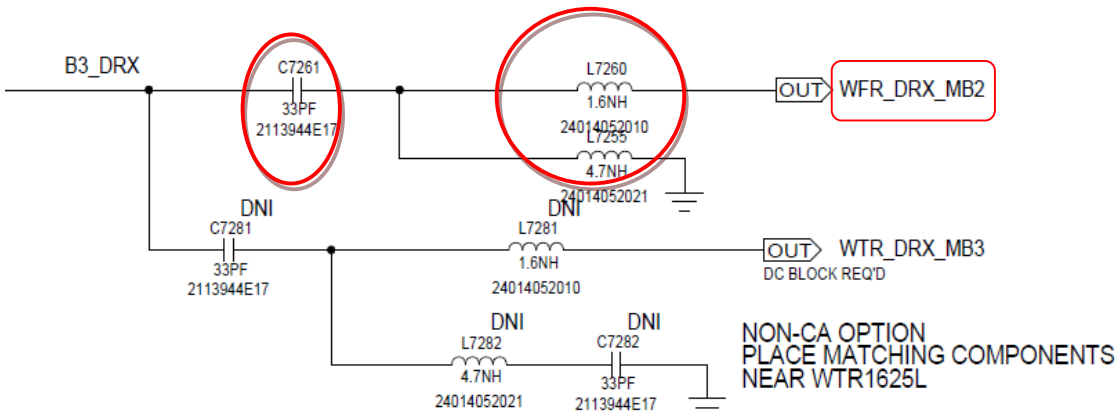 B3_DRX
C7261
33PF
2113944E17
L7260
1.6NH
24014052010
L7255
4.7NH
24014052021
OUT WFR_DRX_MB2
DNI
C7281
33PF
2113944E17
DNI
L7281
1.6NH
24014052010
OUT WTR_DRX_MB3
DC BLOCK REQ'D
DNI
L7282
4.7NH
24014052021
DNI
C7282
33PF
2113944E17
NON-CA OPTION
PLACE MATCHING COMPONENTS
NEAR WTR1625L